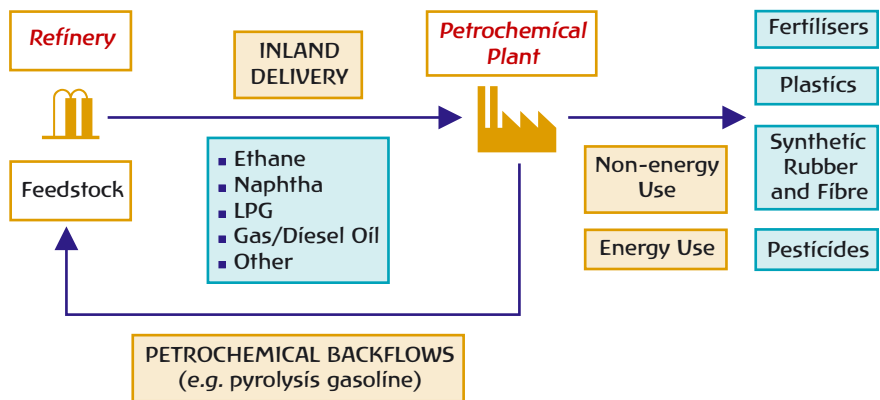 Refinery
Feedstock
INLAND
DELIVERY
▪ Ethane
▪ Naphtha
▪ LPG
▪ Gas/Diesel Oil
▪ Other
Petrochemical
Plant
Non-energy
Use
Energy Use
Fertilisers
Plastics
Synthetic
Rubber
and Fibre
Pesticides
PETROCHEMICAL BACKFLOWS
(e.g. pyrolysis gasoline)